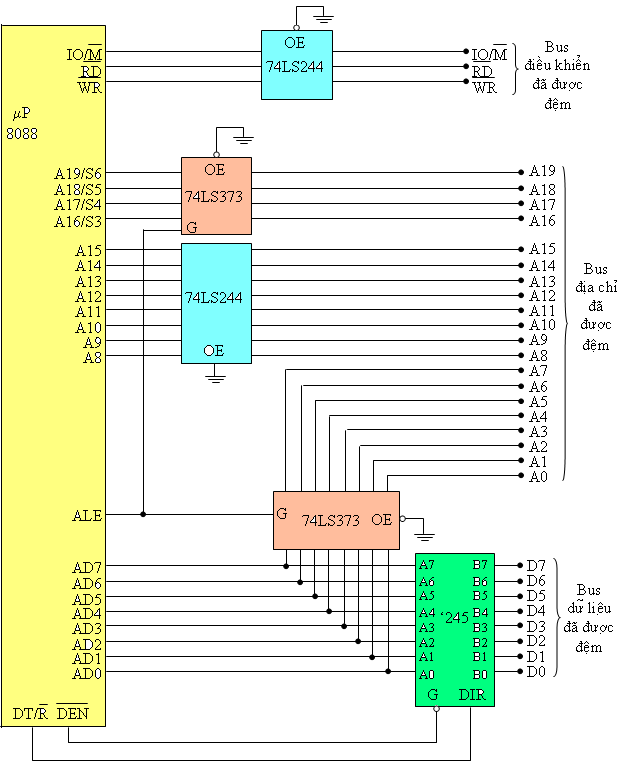 OE
IO/M̅
R̅D̅
W̅R̅
74LS244
IO/M̅
R̅D̅
W̅R̅
Bus
điều khiển
đã được
đệm
μP
8088
OE
A19/S6
A18/S5
A17/S4
A16/S3
74LS373
G
A19
A18
A17
A16
A15
A14
A13
A12
A11
A10
A9
A8
74LS244
OE
A15
A14
A13
A12
A11
A10
A9
A8
A7
A6
A5
A4
A3
A2
A1
A0
Bus
địa chỉ
đã
được
đệm
ALE
G
74LS373
OE
AD7
AD6
AD5
AD4
AD3
AD2
AD1
AD0
A7
A6
A5
A4
A3
A2
A1
A0
‘245
B7
B6
B5
B4
B3
B2
B1
B0
G
DIR
D7
D6
D5
D4
D3
D2
D1
D0
Bus
dữ liệu
đã được
đệm
DT/R̅
D̅E̅N̅